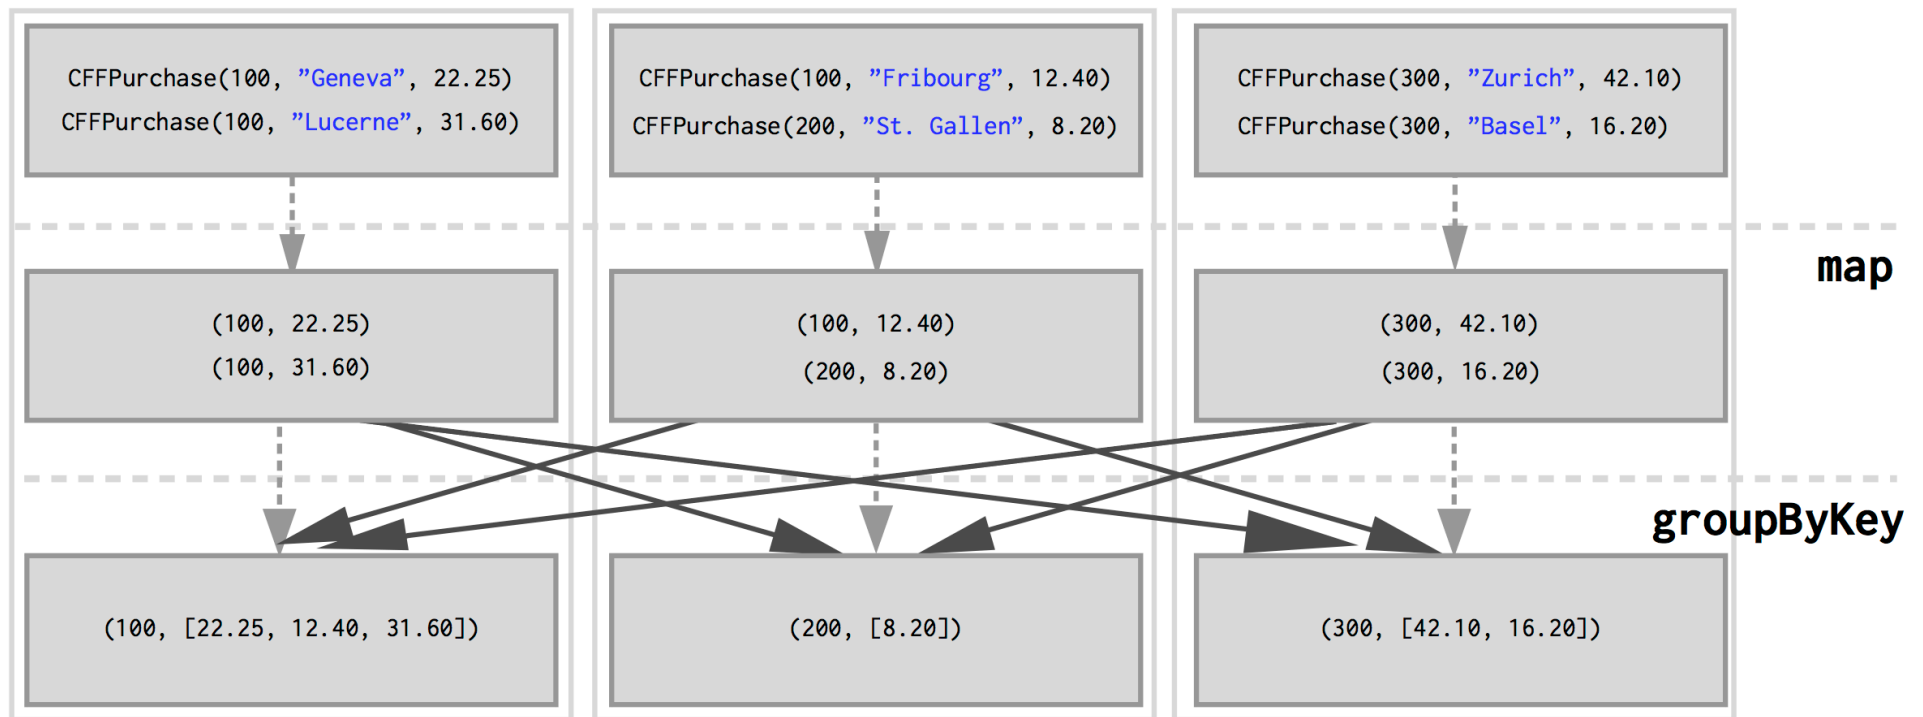 CFFPurchase(100, ”Geneva”, 22.25)
CFFPurchase(100, ”Lucerne”, 31.60)
CFFPurchase(100, ”Fribourg”, 12.40)
CFFPurchase(200, ”St. Gallen”, 8.20)
CFFPurchase(300, ”Zurich”, 42.10)
CFFPurchase(300, ”Basel”, 16.20)
map
(100, 22.25)
(100, 31.60)
(100, 12.40)
(200, 8.20)
(300, 42.10)
(300, 16.20)
groupByKey
(100, [22.25, 12.40, 31.60])
(200, [8.20])
(300, [42.10, 16.20])